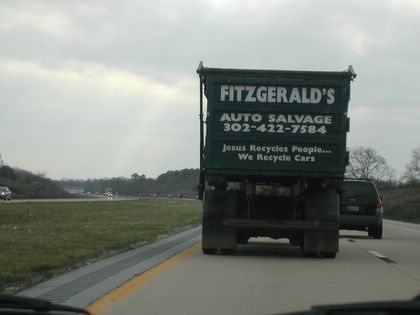 FITZGERALD'S
AUTO SALVAGE
302-422-7584
Jesus Recycles People...
We Recycle Cars